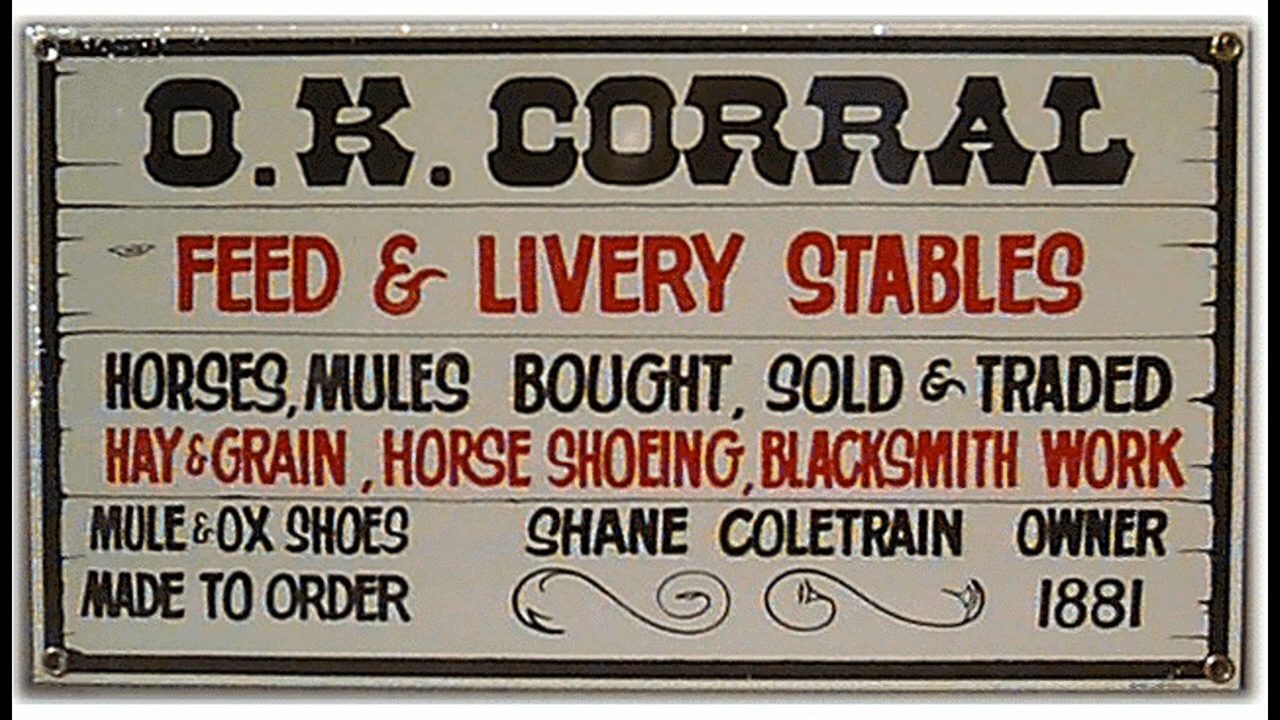 O.K. CORRAL
FEED & LIVERY STABLES
HORSES, MULES BOUGHT, SOLD & TRADED
HAY & GRAIN, HORSE SHOEING, BLACKSMITH WORK
MULE & OX SHOES SHANE COLETRAIN OWNER
MADE TO ORDER 1881